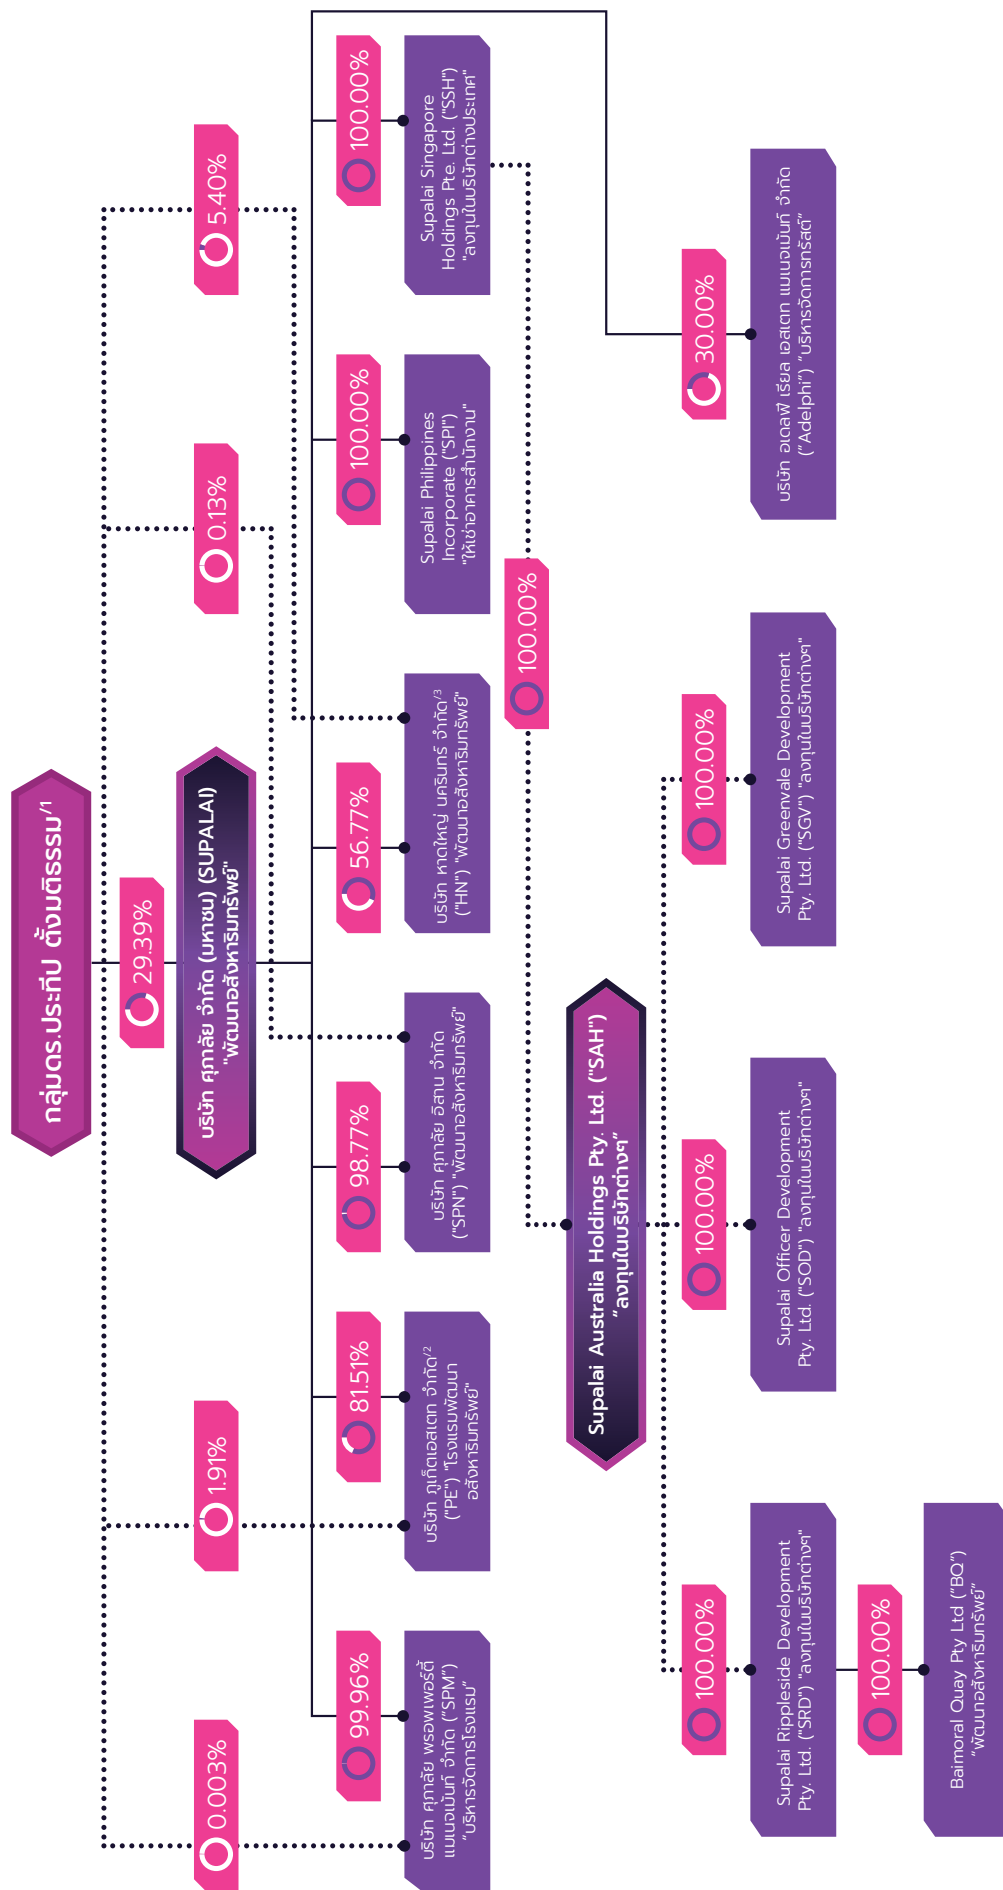 กลุ่มดร.ประทีป ตั้งมติธรรม/1
29.39%
บริษัท ศุภาลัย จำกัด (มหาชน) (SUPALAI)
"พัฒนาอสังหาริมทรัพย์"
0.003%
1.91%
0.13%
5.40%
99.96%
81.51%
98.77%
56.77%
100.00%
100.00%
บริษัท ศุภาลัย พรอพเพอร์ตี้
แมเนจเม้นท์ จำกัด ("SPM")
"บริหารจัดการโรงแรม"
บริษัท ภูเก็ตเอสเตท จำกัด/2
("PE") "โรงแรมพัฒนา
อสังหาริมทรัพย์"
บริษัท ศุภาลัย อีสาน จำกัด
("SPN") "พัฒนาอสังหาริมทรัพย์"
บริษัท หาดใหญ่ นครินทร์ จำกัด/3
("HN") "พัฒนาอสังหาริมทรัพย์"
Supalai Philippines
Incorporate ("SPI")
"ให้เช่าอาคารสำนักงาน"
Supalai Singapore
Holdings Pte. Ltd. ("SSH")
"ลงทุนในบริษัทต่างประเทศ"
100.00%
Supalai Australia Holdings Pty. Ltd. ("SAH")
"ลงทุนในบริษัทต่างๆ"
100.00%
100.00%
100.00%
30.00%
Supalai Rippleside Development
Pty. Ltd. ("SRD") "ลงทุนในบริษัทต่างๆ"
Supalai Officer Development
Pty. Ltd. ("SOD") "ลงทุนในบริษัทต่างๆ"
Supalai Greenvale Development
Pty. Ltd. ("SGV") "ลงทุนในบริษัทต่างๆ"
บริษัท อเดลฟี เรียล เอสเตท แมเนจเม้นท์ จำกัด
("Adelphi") "บริหารจัดการทรัสต์"
100.00%
Baimoral Quay Pty Ltd ("BQ")
"พัฒนาอสังหาริมทรัพย์"